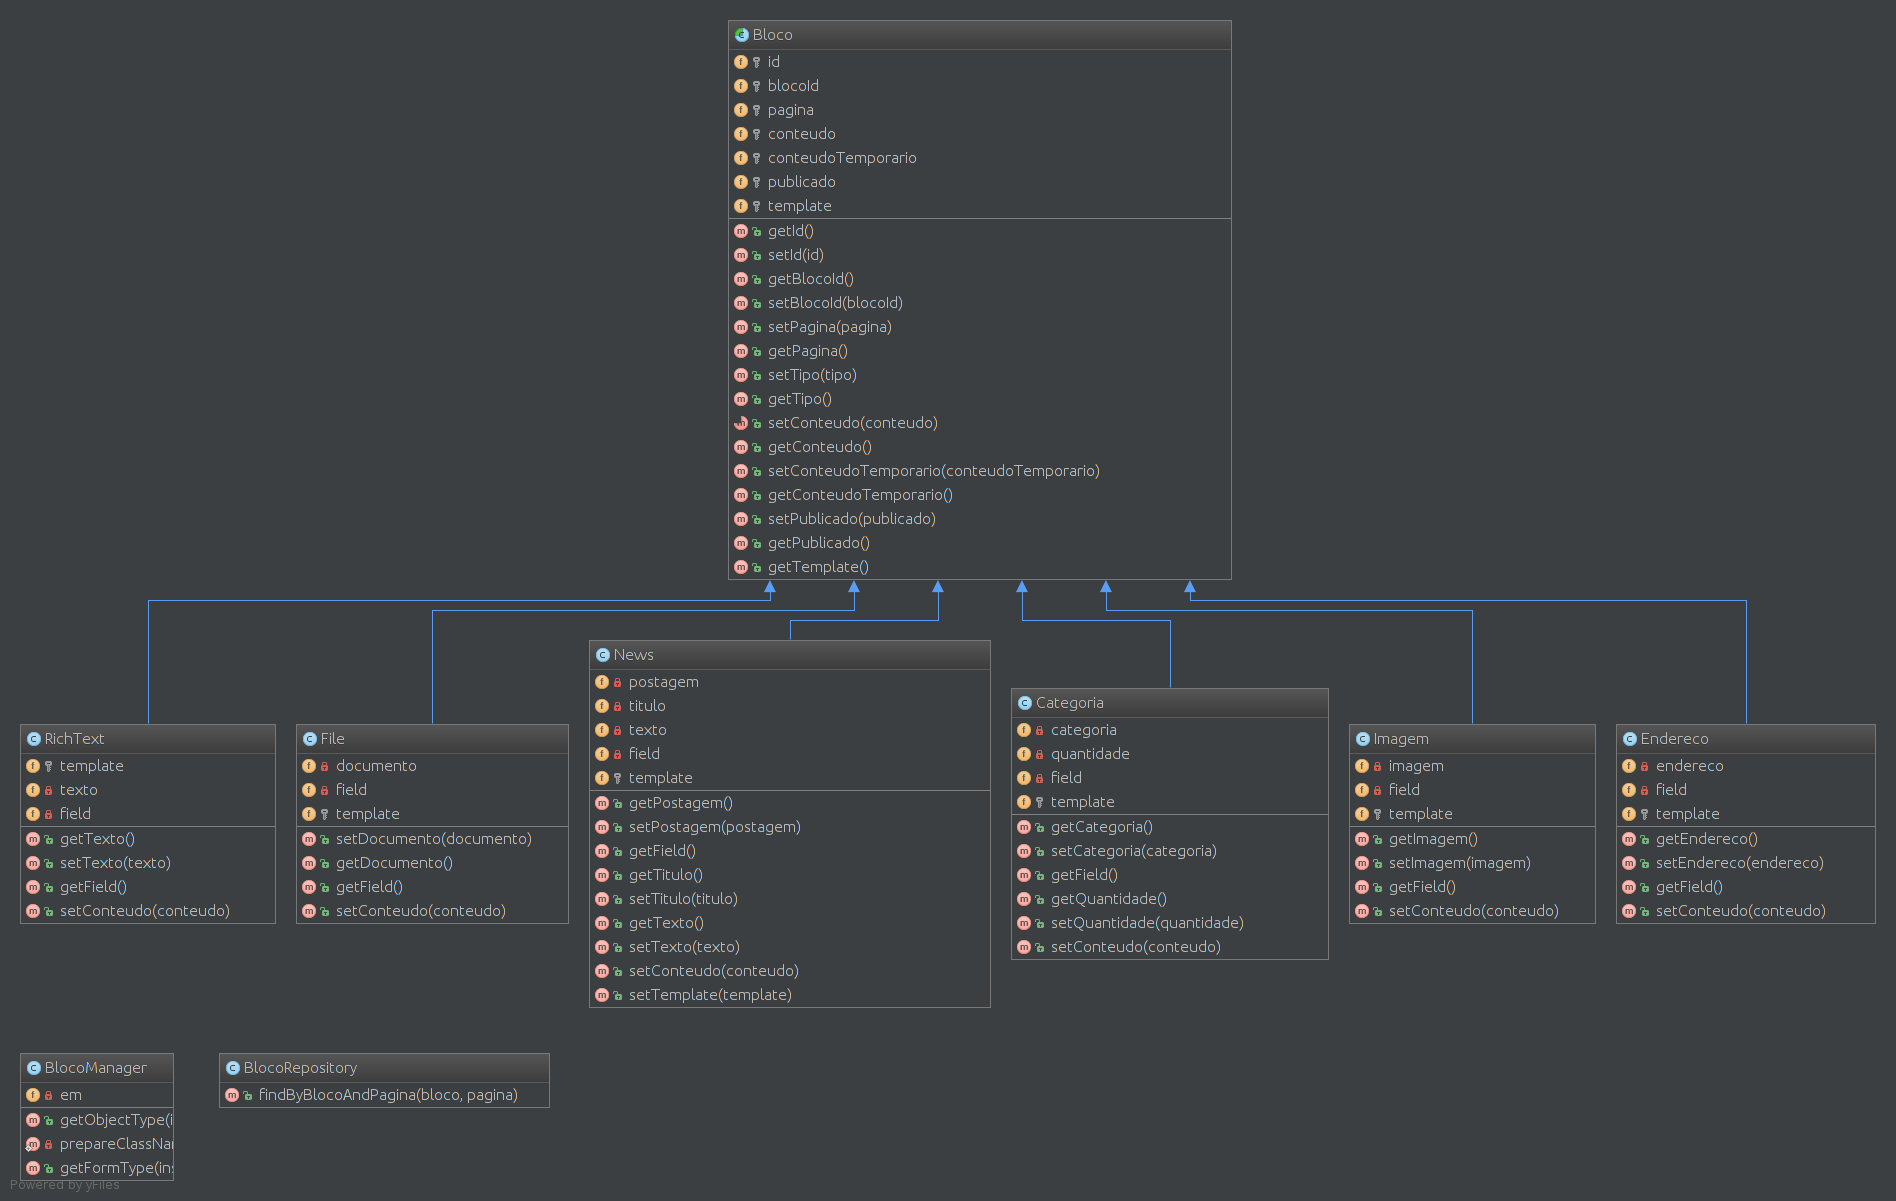 Bloco
id
blocoId
pagina
conteudo
conteudoTemporario
publicado
template
getId()
setId(id)
getBlocoId()
setBlocoId(blocoId)
setPagina(pagina)
getPagina()
setTipo(tipo)
getTipo()
setConteudo(conteudo)
getConteudo()
setConteudoTemporario(conteudoTemporario)
getConteudoTemporario()
setPublicado(publicado)
getPublicado()
getTemplate()
RichText
template
texto
field
getTexto()
setTexto(texto)
getField()
setConteudo(conteudo)
File
documento
field
template
setDocumento(documento)
getDocumento()
getField()
setConteudo(conteudo)
News
postagem
titulo
texto
field
template
getPostagem()
setPostagem(postagem)
getField()
getTitulo()
setTitulo(titulo)
getTexto()
setTexto(texto)
setConteudo(conteudo)
setTemplate(template)
Categoria
categoria
quantidade
field
template
getCategoria()
setCategoria(categoria)
getField()
getQuantidade()
setQuantidade(quantidade)
setConteudo(conteudo)
Imagem
imagem
field
template
getImagem()
setImagem(imagem)
getField()
setConteudo(conteudo)
Endereco
endereco
field
template
getEndereco()
setEndereco(endereco)
getField()
setConteudo(conteudo)
BlocoManager
em
getObjectType(i
prepareClassNa
getFormType(in
BlocoRepository
findByBlocoAndPagina(bloco, pagina)
Powered by yFiles